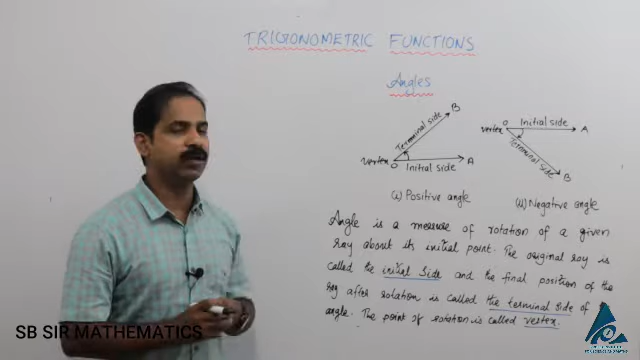 TRIGONOMETRIC FUNCTIONS
Angles
B
Terminal side
vertex
O
Initial side
A
(i) Positive angle
vertex
O
Initial side
A
Terminal side
B
(ii) Negative angle
Angle is a measure of rotation of a given
ray about its initial point. The original ray is
called the initial side and the final position of the
ray after rotation is called the terminal side of
angle. The point of rotation is called vertex.
SB SIR MATHEMATICS